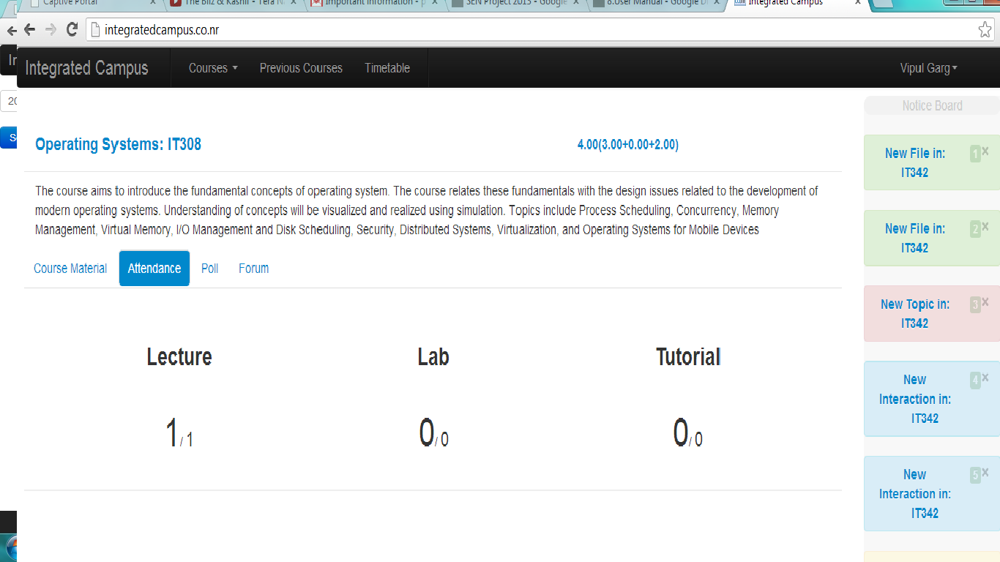 Captive Portal
The Bilz & Kashif - Tera N
Important Information - p
SEN Project 2013 - Google
8.User Manual - Google D
Integrated Campus
integratedcampus.co.nr
Integrated Campus Courses Previous Courses Timetable Vipul Garg
Notice Board
Operating Systems: IT308 4.00(3.00+0.00+2.00)
The course aims to introduce the fundamental concepts of operating system. The course relates these fundamentals with the design issues related to the development of
modern operating systems. Understanding of concepts will be visualized and realized using simulation. Topics include Process Scheduling, Concurrency, Memory
Management, Virtual Memory, I/O Management and Disk Scheduling, Security, Distributed Systems, Virtualization, and Operating Systems for Mobile Devices
Course Material Attendance Poll Forum
Lecture Lab Tutorial
1/ 1 0/ 0 0/ 0
New File in: 1 x
IT342
New File in: 2 x
IT342
New Topic in: 3 x
IT342
New 4 x
Interaction in:
IT342
New 5 x
Interaction in:
IT342